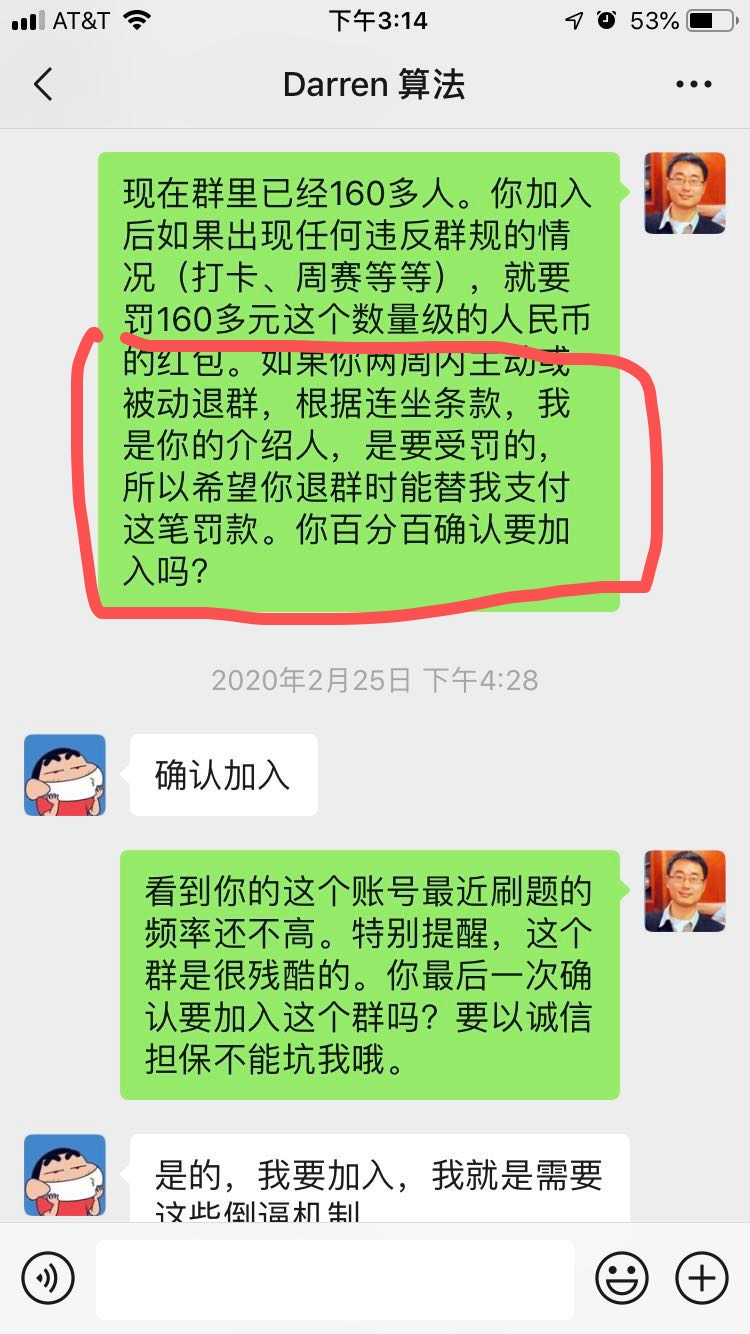 AT&T 下午3:14 53%
Darren 算法
现在群里已经160多人。你加入
后如果出现任何违反群规的情
况（打卡、周赛等等），就要
罚160多元这个数量级的人民币
的红包。如果你两周内主动或
被动退群，根据连坐条款，我
是你的介绍人，是要受罚的，
所以希望你退群时能替我支付
这笔罚款。你百分百确认要加
入吗？
2020年2月25日 下午4:28
确认加入
看到你的这个账号最近刷题的
频率还不高。特别提醒，这个
群是很残酷的。你最后一次确
认要加入这个群吗？要以诚信
担保不能坑我哦。
是的，我要加入，我就是需要
这些倒逼机制